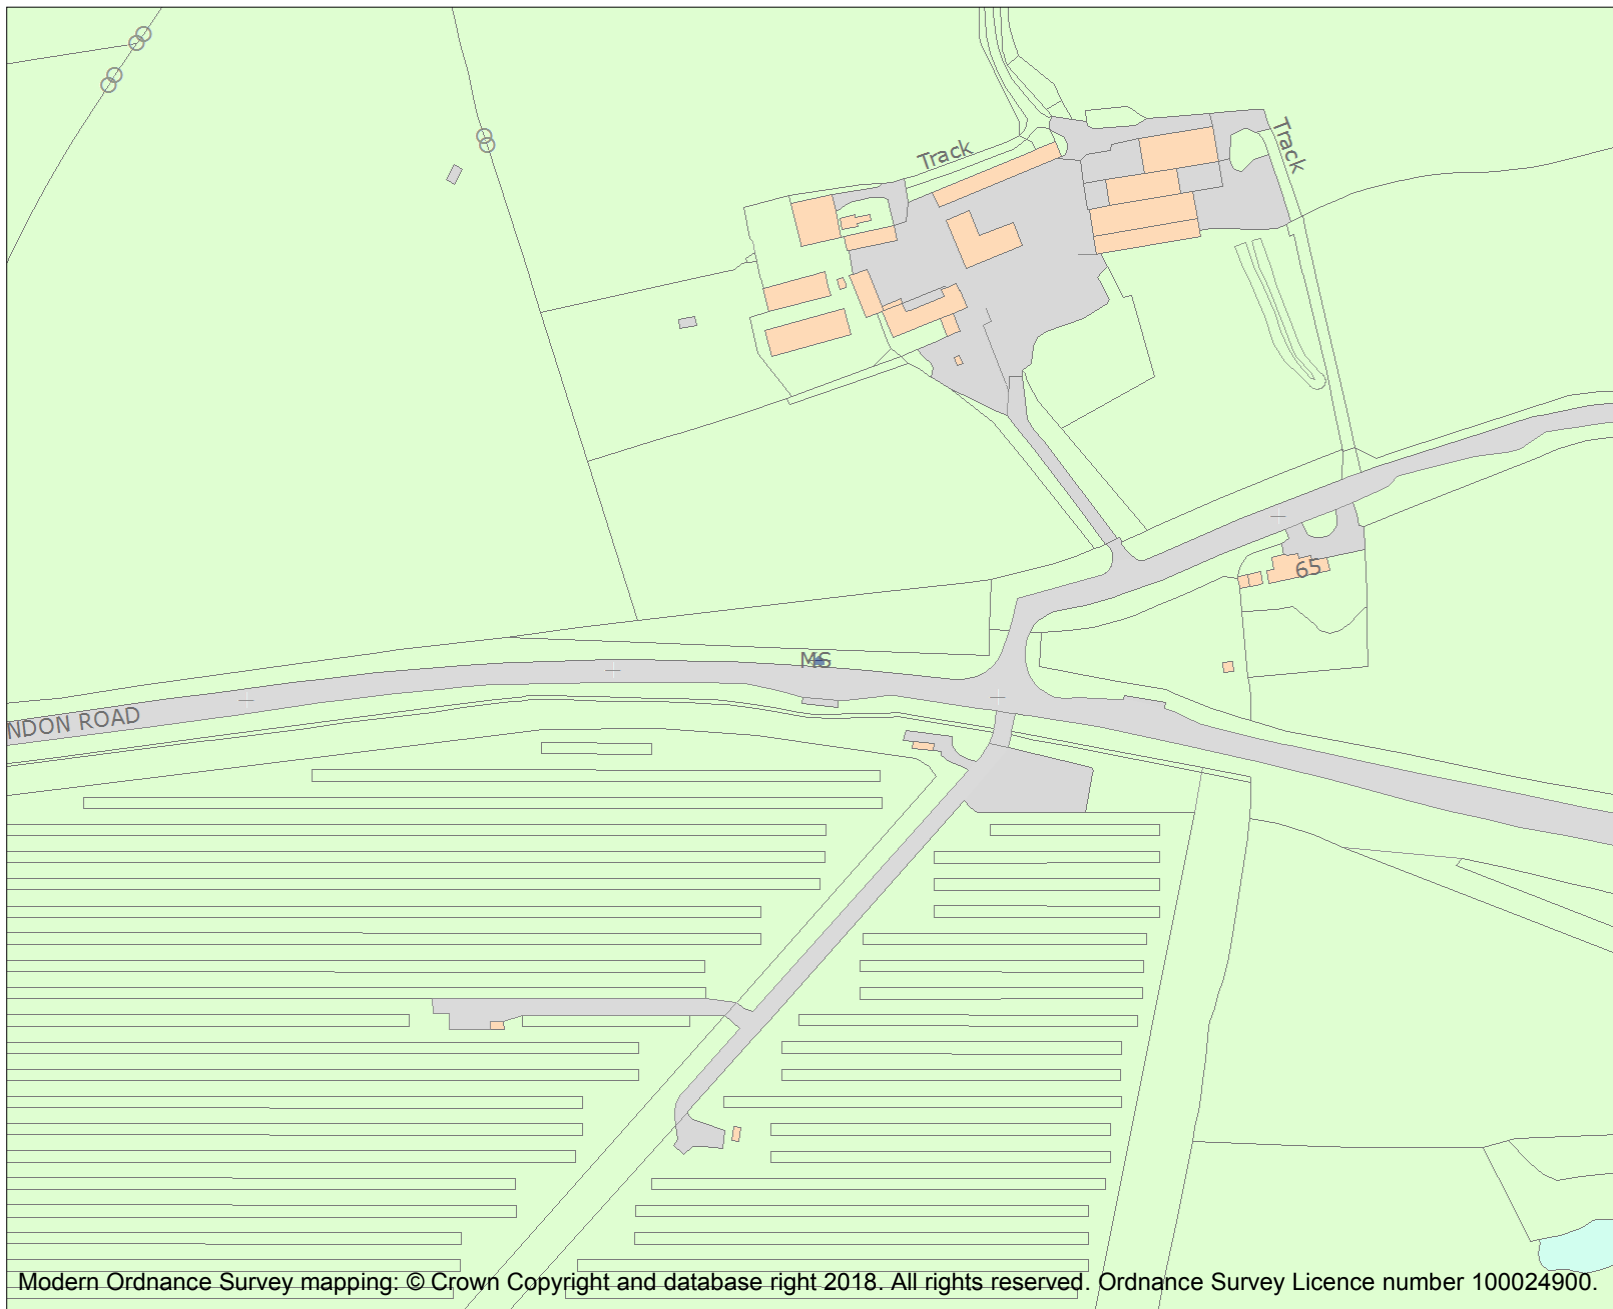 Track
Track
65
MS
NDON ROAD
Modern Ordnance Survey mapping: © Crown Copyright and database right 2018. All rights reserved. Ordnance Survey Licence number 100024900.